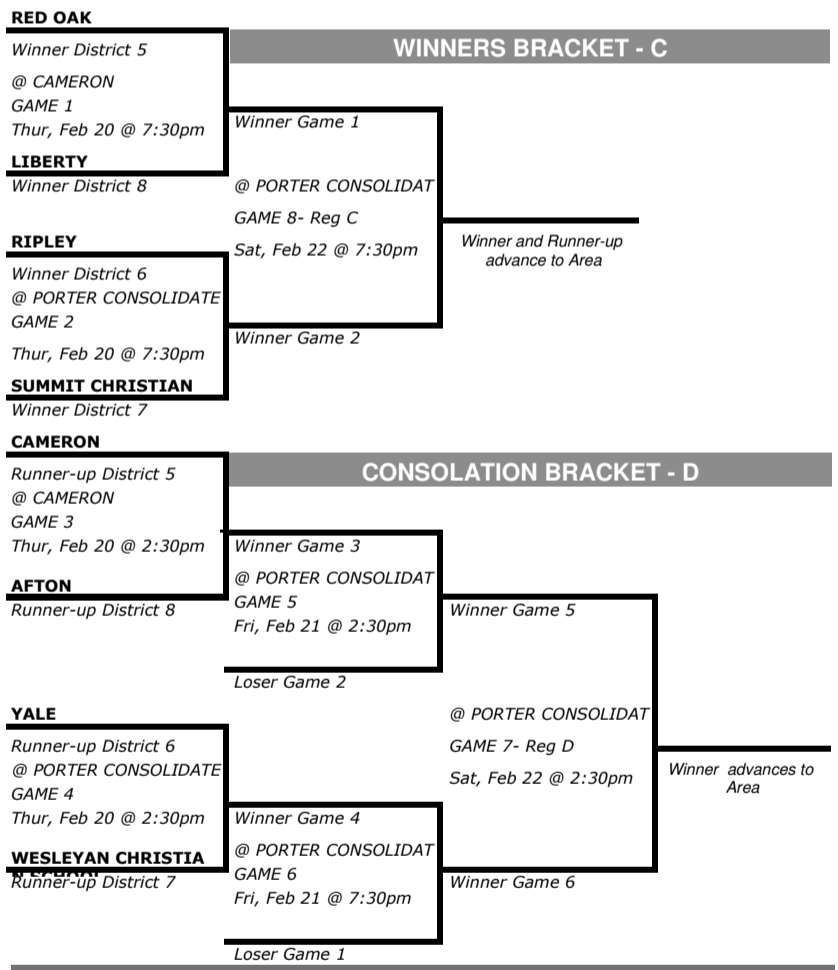 RED OAK
Winner District 5
@ CAMERON
GAME 1
Thur, Feb 20 @ 7:30pm
LIBERTY
Winner District 8
WINNERS BRACKET - C
Winner Game 1
@ PORTER CONSOLIDAT
GAME 8- Reg C
Sat, Feb 22 @ 7:30pm
Winner Game 2
Winner and Runner-up
advance to Area
RIPLEY
Winner District 6
@ PORTER CONSOLIDATE
GAME 2
Thur, Feb 20 @ 7:30pm
SUMMIT CHRISTIAN
Winner District 7
CAMERON
Runner-up District 5
@ CAMERON
GAME 3
Thur, Feb 20 @ 2:30pm
AFTON
Runner-up District 8
CONSOLATION BRACKET - D
Winner Game 3
@ PORTER CONSOLIDAT
GAME 5
Fri, Feb 21 @ 2:30pm
Loser Game 2
Winner Game 5
@ PORTER CONSOLIDAT
GAME 7- Reg D
Sat, Feb 22 @ 2:30pm
Winner Game 6
Winner advances to
Area
YALE
Runner-up District 6
@ PORTER CONSOLIDATE
GAME 4
Thur, Feb 20 @ 2:30pm
WESLEYAN CHRISTIA
Runner-up District 7
Winner Game 4
@ PORTER CONSOLIDAT
GAME 6
Fri, Feb 21 @ 7:30pm
Loser Game 1